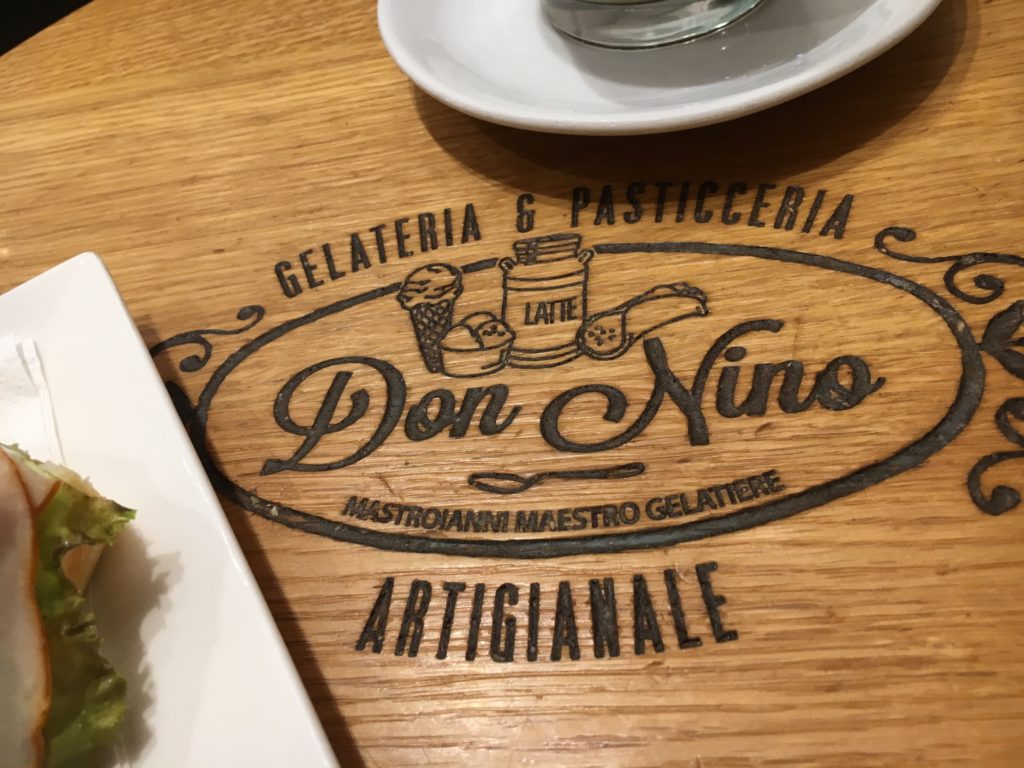 GELATERIA & PASTICCERIA
LATTE
Don Nino
MASTROIANNI MAESTRO GELATIERE
ARTIGIANALE